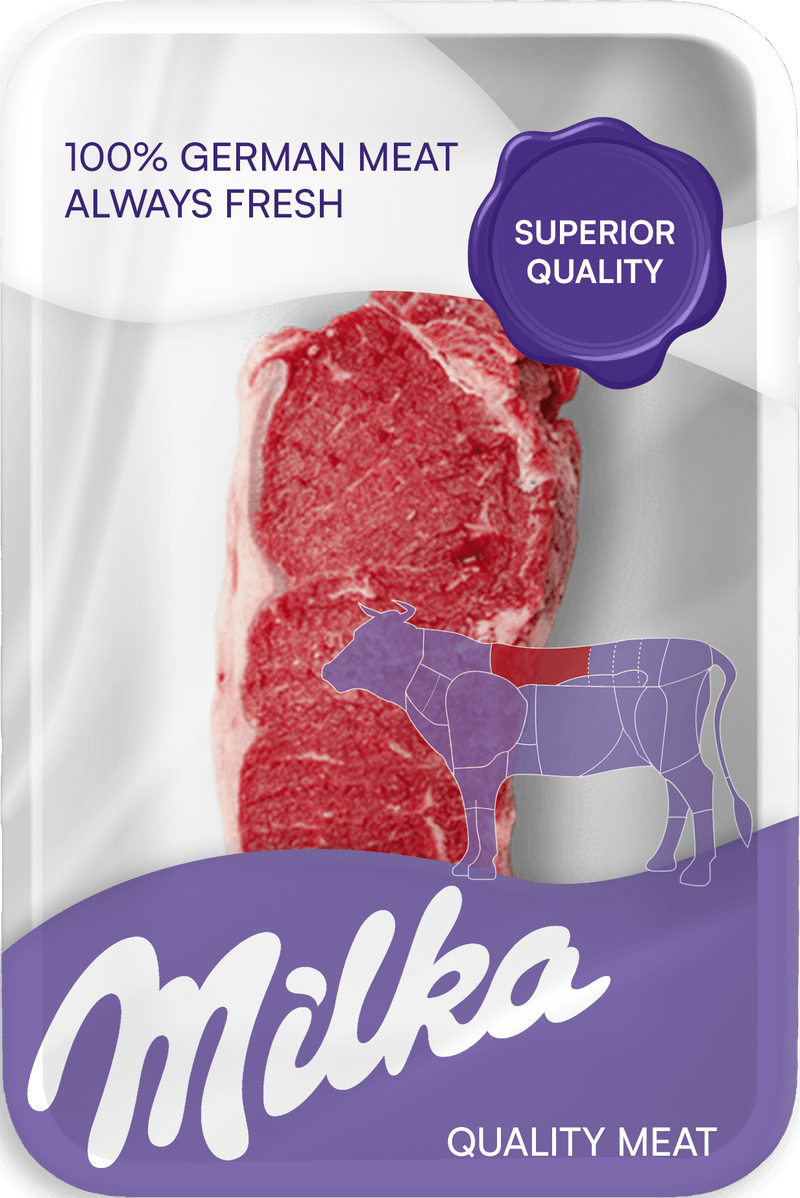 100% GERMAN MEAT
ALWAYS FRESH
SUPERIOR
QUALITY
Milka
QUALITY MEAT